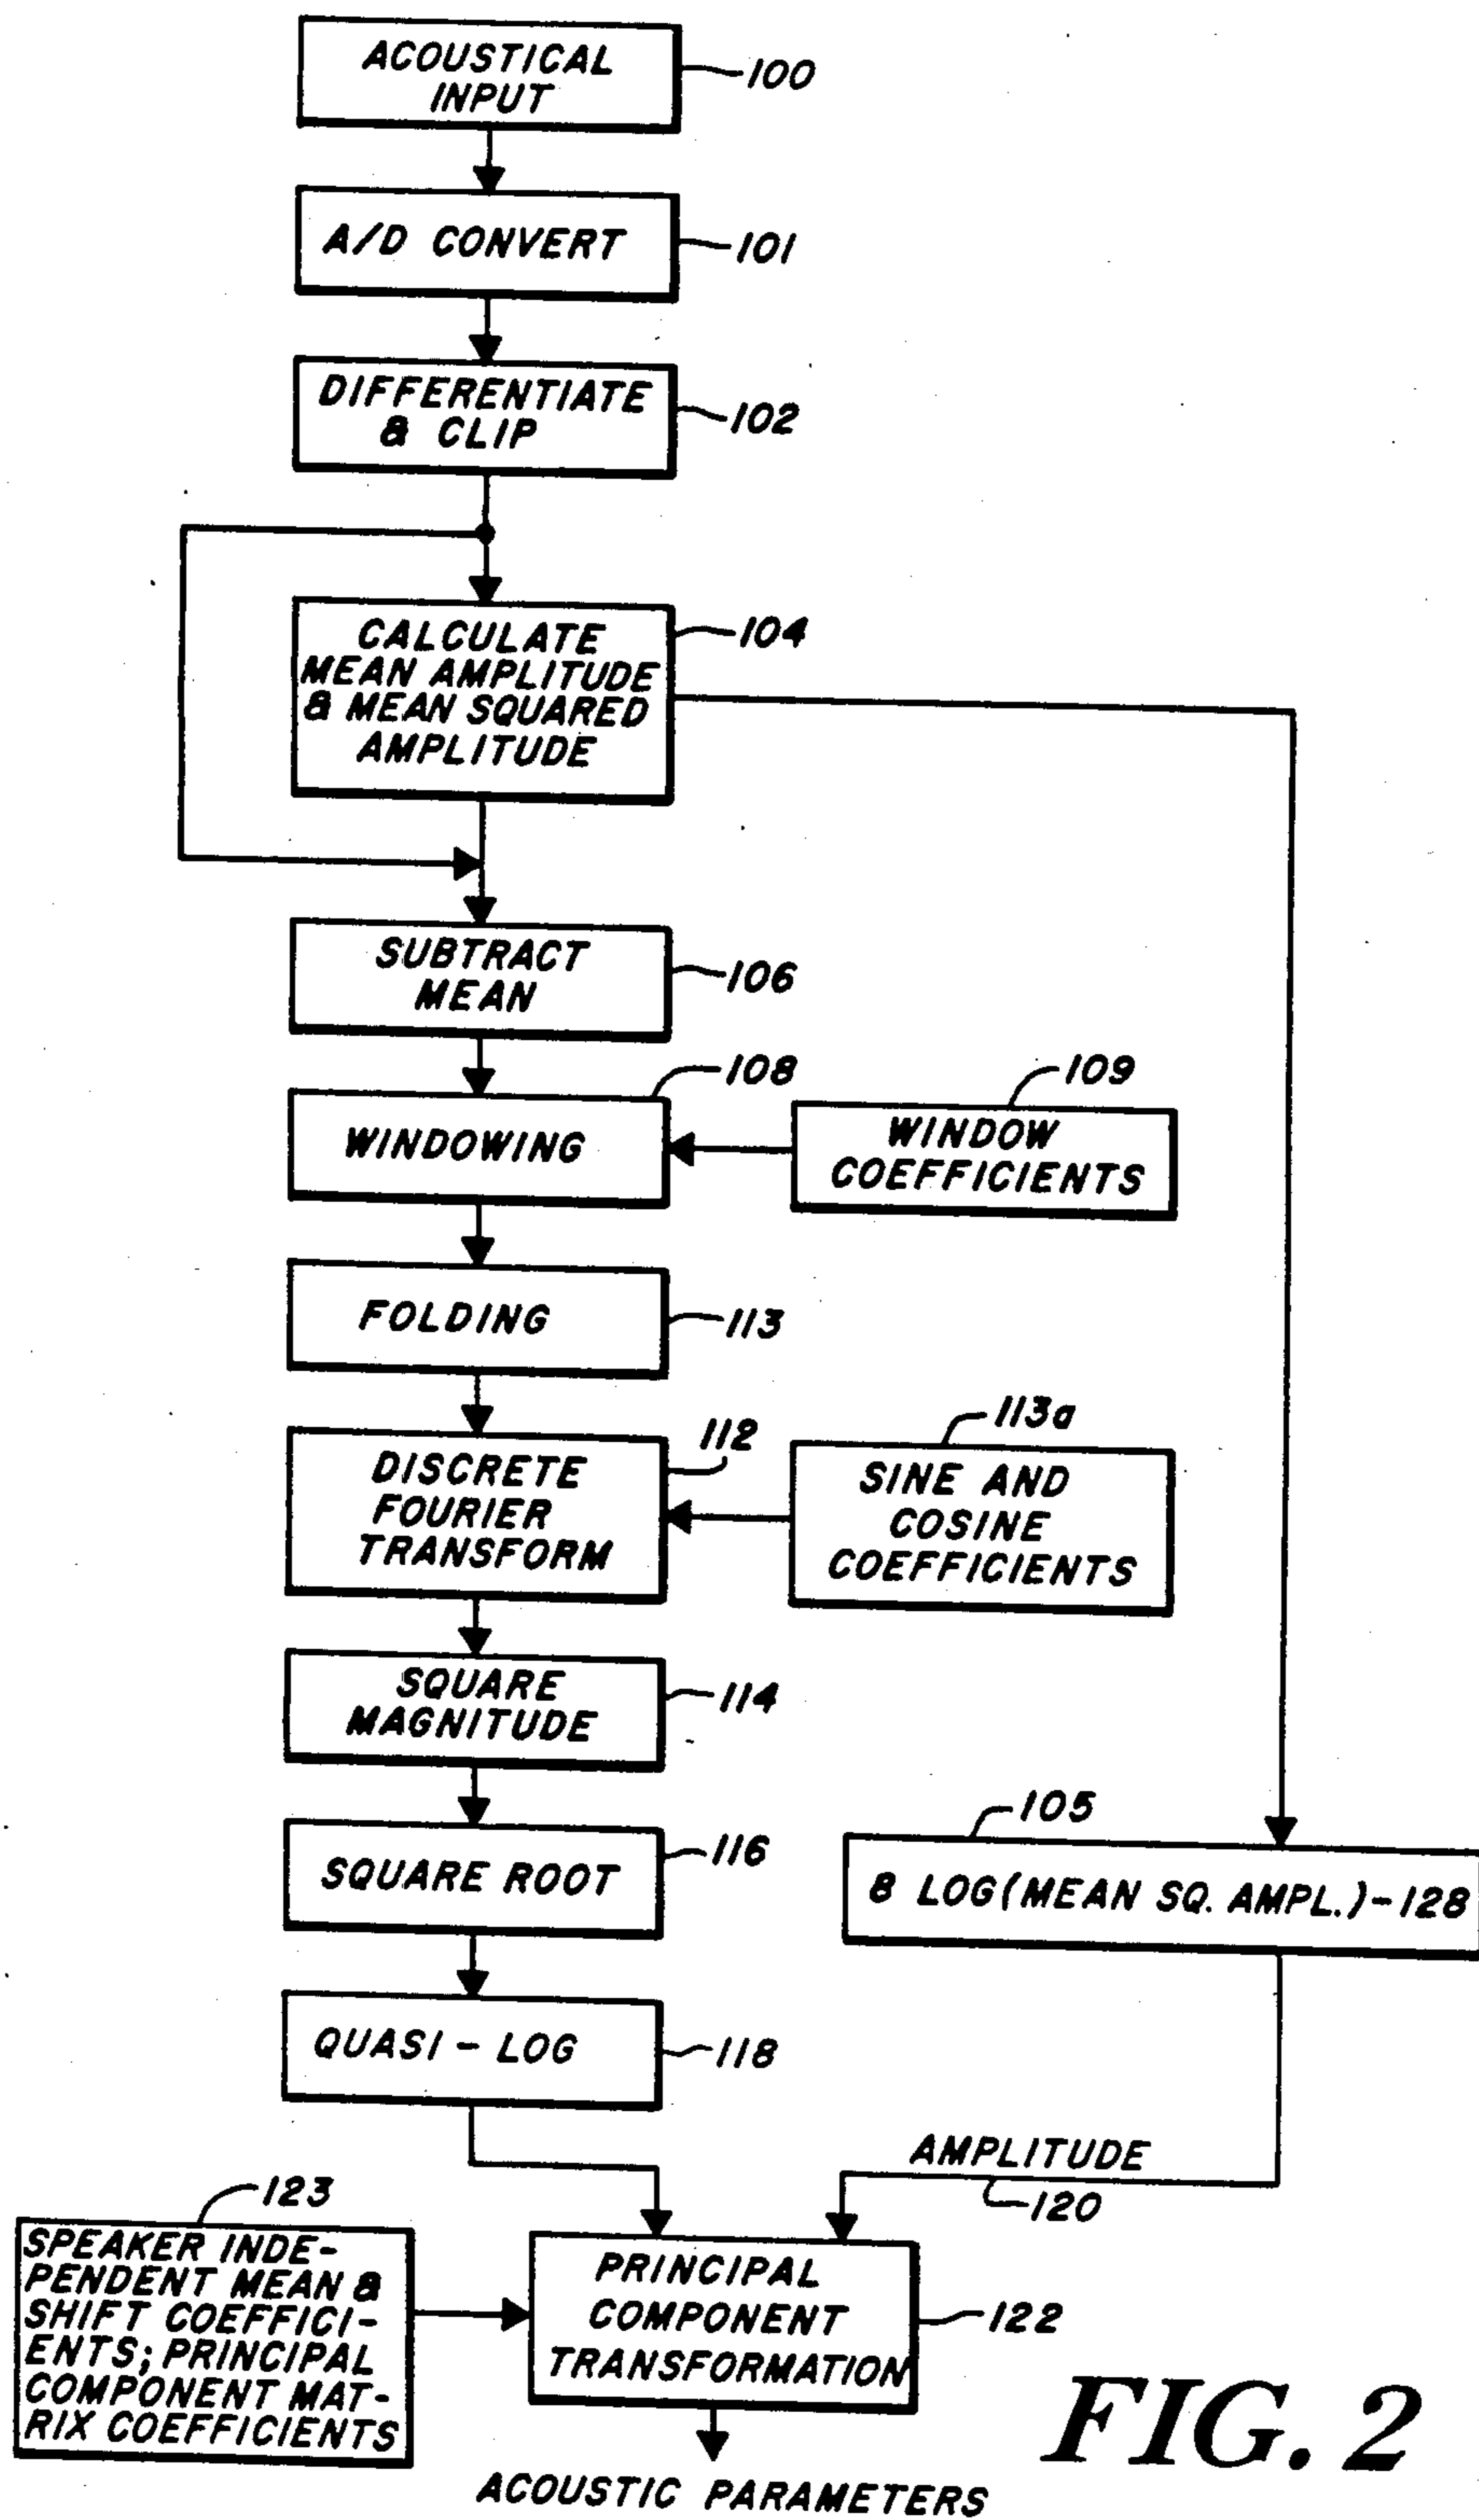 ACOUSTICAL
INPUT
100
A/D CONVERT
101
DIFFERENTIATE
& CLIP
102
CALCULATE
MEAN AMPLITUDE
& MEAN SQUARED
AMPLITUDE
104
SUBTRACT
MEAN
106
WINDOWING
108
WINDOW
COEFFICIENTS
109
FOLDING
113
DISCRETE
FOURIER
TRANSFORM
112
SINE AND
COSINE
COEFFICIENTS
113a
SQUARE
MAGNITUDE
114
SQUARE ROOT
116
105
8 LOG(MEAN SQ. AMPL.)-128
QUASI-LOG
118
AMPLITUDE
120
123
SPEAKER INDE-
PENDENT MEAN &
SHIFT COEFFICI-
ENTS; PRINCIPAL
COMPONENT MAT-
RIX COEFFICIENTS
PRINCIPAL
COMPONENT
TRANSFORMATION
122
ACOUSTIC PARAMETERS
FIG. 2